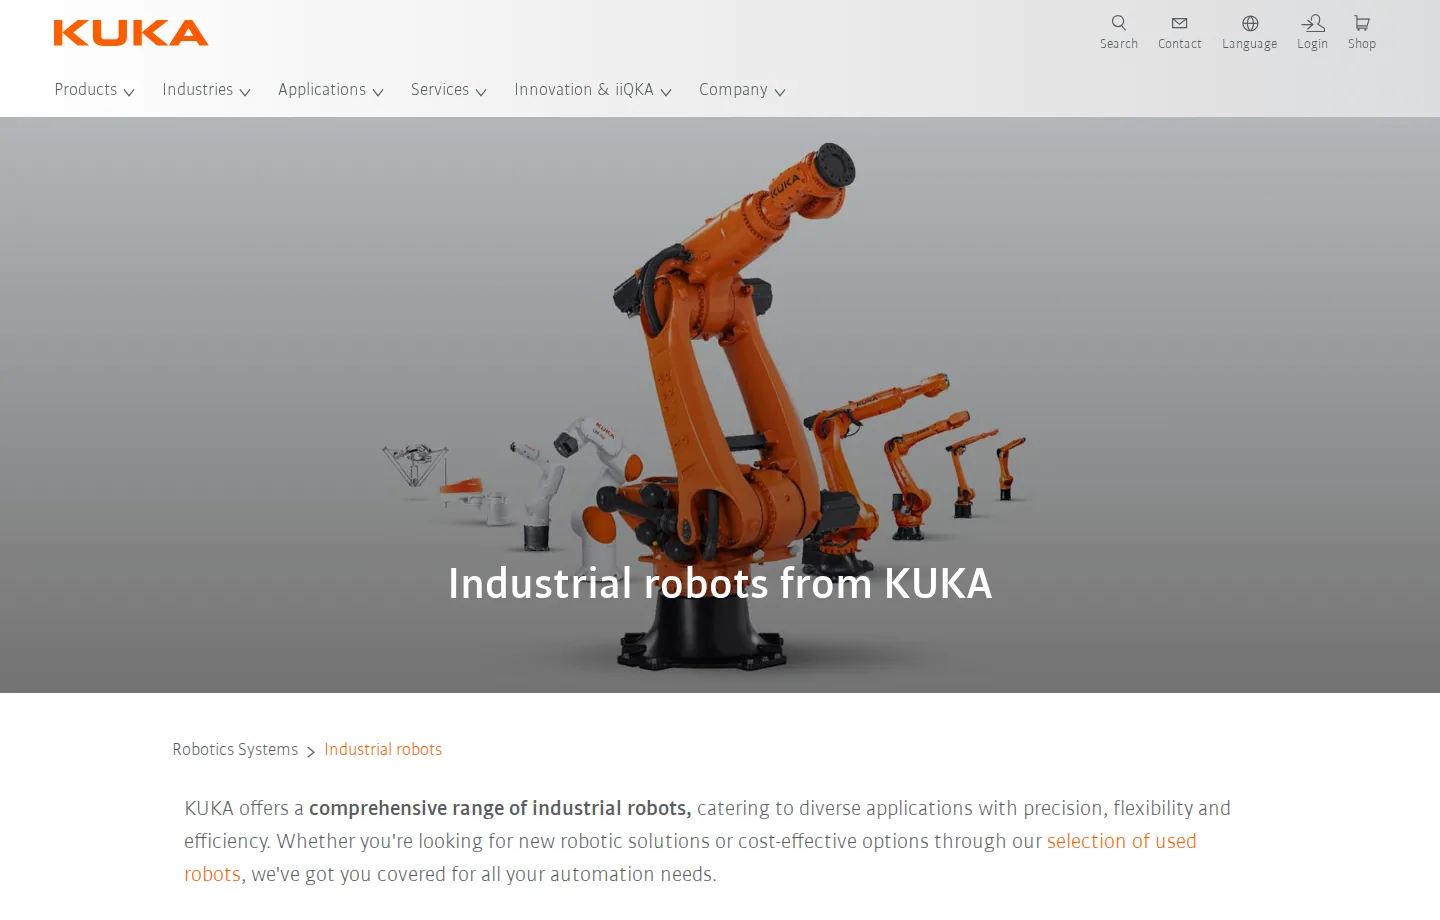 KUKA
Search
Contact
Language
Login
Shop
Products
Industries
Applications
Services
Innovation & iiQKA
Company
KUKA
KUKA
KUKA
Industrial robots from KUKA
Robotics Systems > Industrial robots
KUKA offers a comprehensive range of industrial robots, catering to diverse applications with precision, flexibility and
efficiency. Whether you're looking for new robotic solutions or cost-effective options through our selection of used
robots, we've got you covered for all your automation needs.